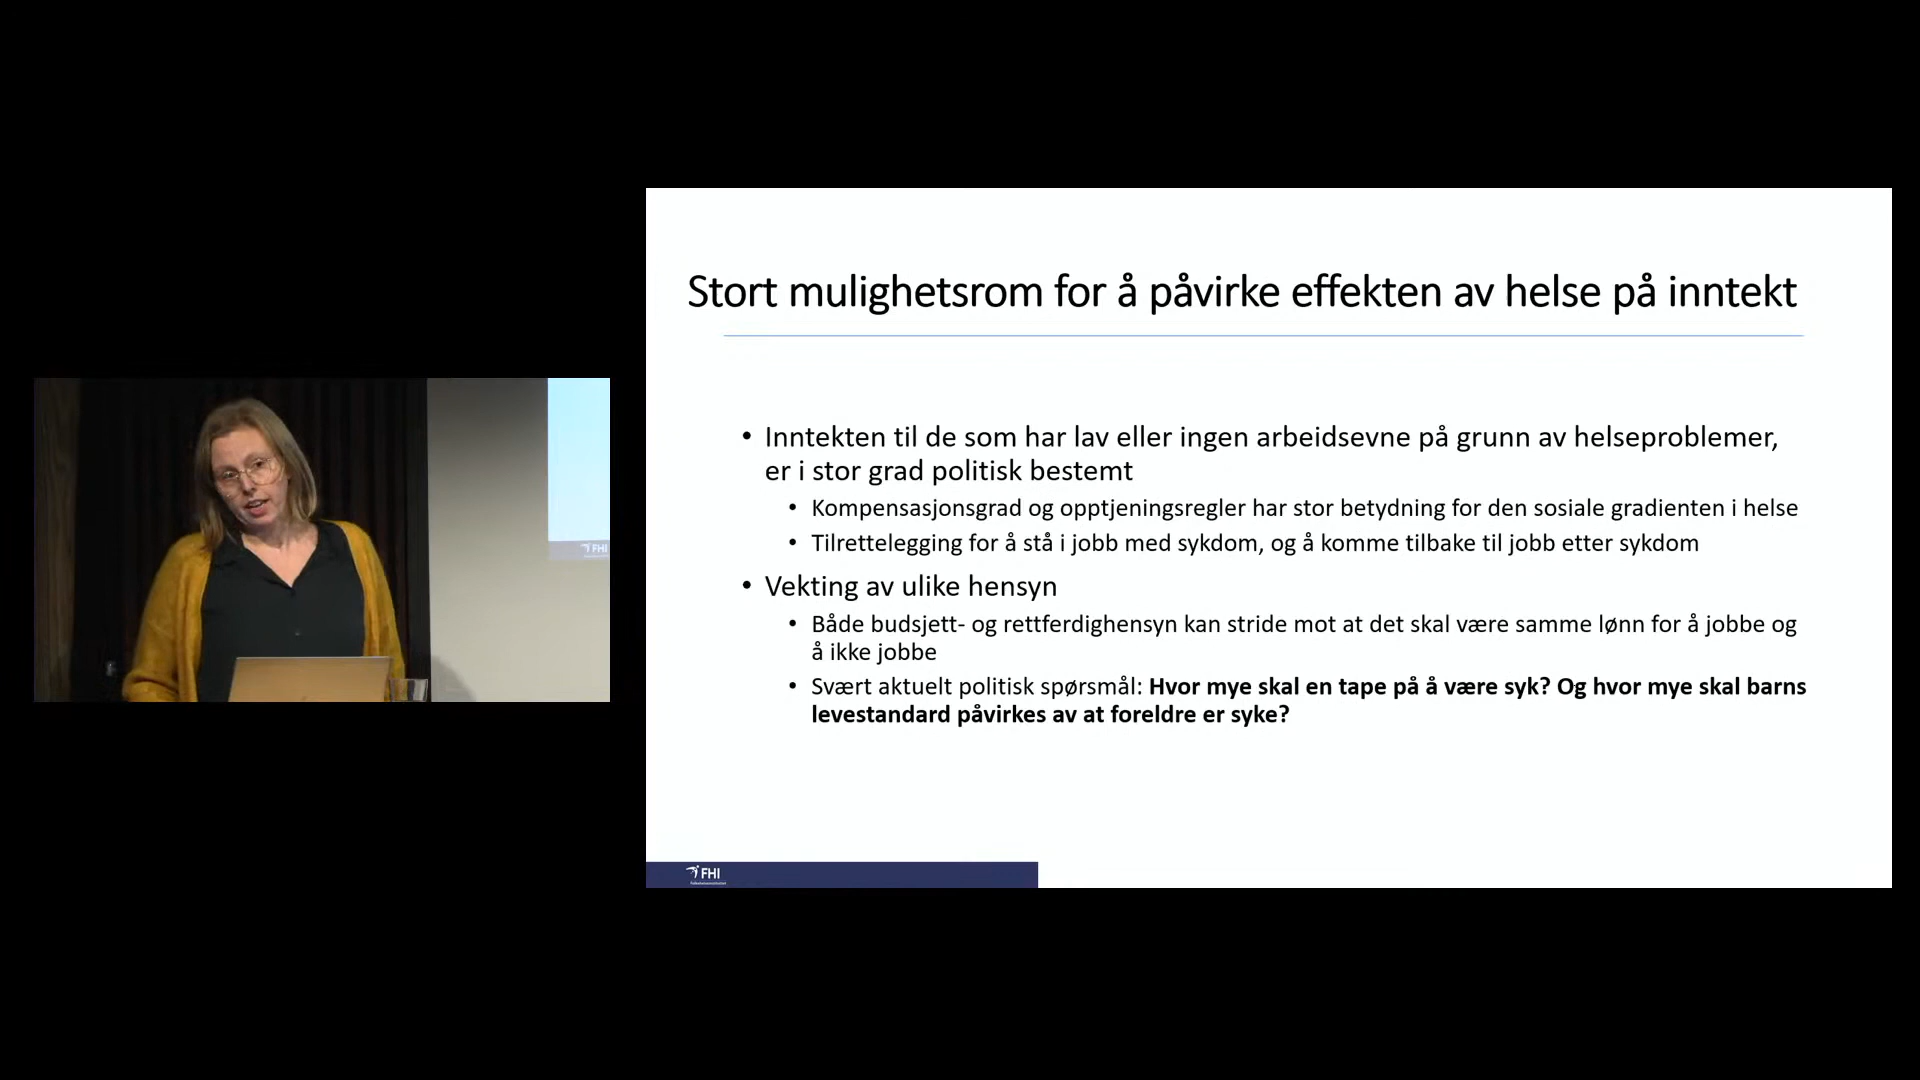 Stort mulighetsrom for å påvirke effekten av helse på inntekt
• Inntekten til de som har lav eller ingen arbeidsevne på grunn av helseproblemer,
er i stor grad politisk bestemt
• Kompensasjonsgrad og opptjeningsregler har stor betydning for den sosiale gradienten i helse
• Tilrettelegging for å stå i jobb med sykdom, og å komme tilbake til jobb etter sykdom
• Vekting av ulike hensyn
• Både budsjett- og rettferdighensyn kan stride mot at det skal være samme lønn for å jobbe og
å ikke jobbe
• Svært aktuelt politisk spørsmål: Hvor mye skal en tape på å være syk? Og hvor mye skal barns
levestandard påvirkes av at foreldre er syke?
FHI
FHI